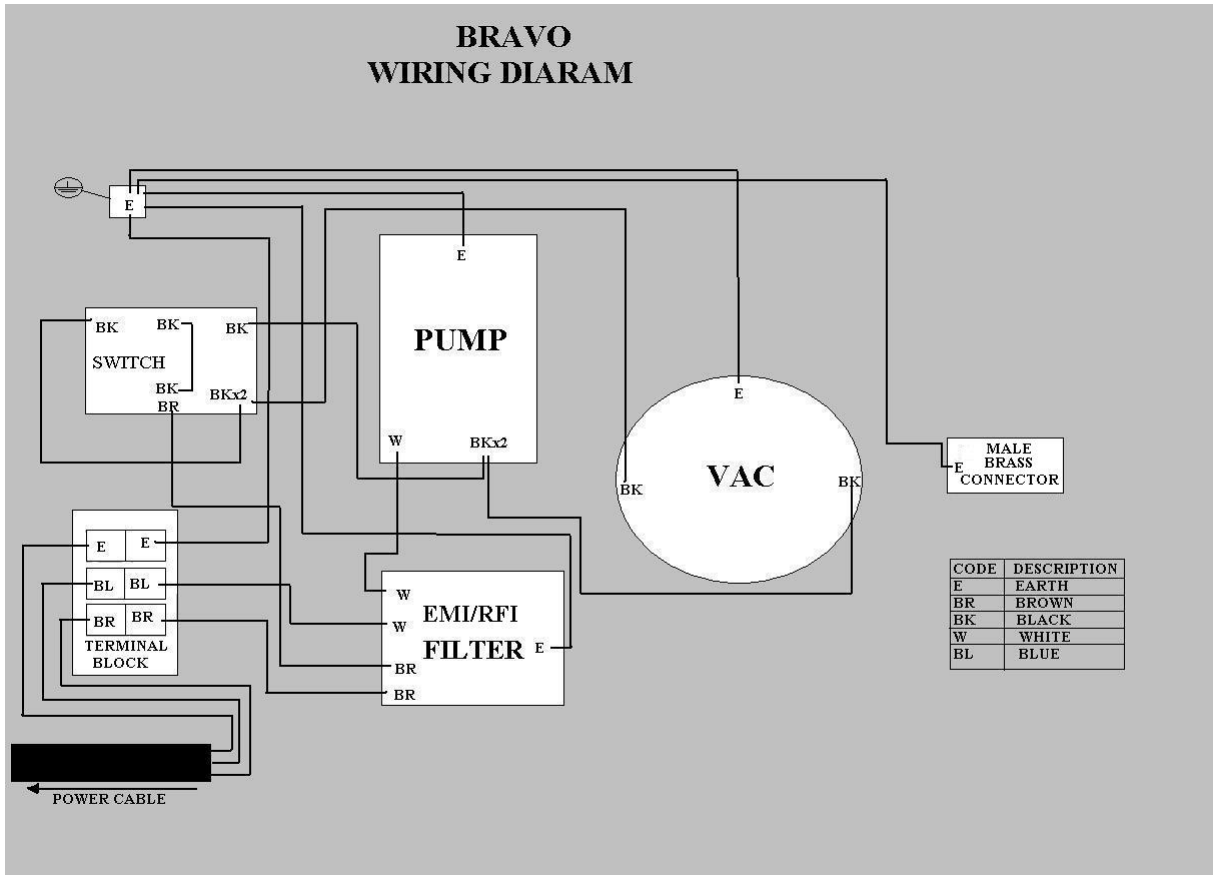 BRAVO
WIRING DIARAM
E
E
PUMP
W
BKx2
BK
BK
BK
SWITCH
BK
BR
BKx2
E
VAC
BK
BK
MALE
BRASS
E
CONNECTOR
E
E
BL
BL
BR
BR
TERMINAL
BLOCK
W
EMI/RFI
W
FILTER
E
BR
BR
CODE DESCRIPTION
E EARTH
BR BROWN
BK BLACK
W WHITE
BL BLUE
POWER CABLE